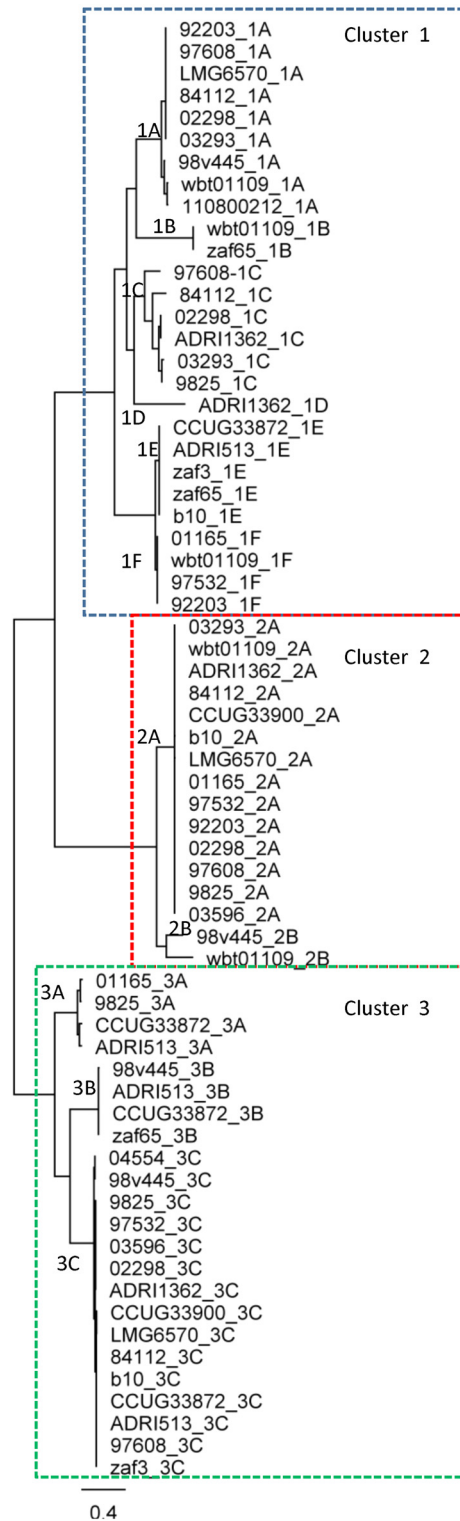 Cluster 1
92203_1A
97608_1A
LMG6570_1A
84112_1A
02298_1A
03293_1A
1A
98v445_1A
wbt01109_1A
110800212_1A
1B
wbt01109_1B
zaf65_1B
97608-1C
1C
84112_1C
02298_1C
ADRI1362_1C
03293_1C
9825_1C
ADRI1362_1D
1D
CCUG33872_1E
1E
ADRI513_1E
zaf3_1E
zaf65_1E
b10_1E
01165_1F
1F
wbt01109_1F
97532_1F
92203_1F
03293_2A
Cluster 2
wbt01109_2A
ADRI1362_2A
84112_2A
CCUG33900_2A
2A
b10_2A
LMG6570_2A
01165_2A
97532_2A
92203_2A
02298_2A
97608_2A
9825_2A
03596_2A
2B
98v445_2B
wbt01109_2B
01165_3A
3A
9825_3A
Cluster 3
CCUG33872_3A
ADRI513_3A
98v445_3B
3B
ADRI513_3B
CCUG33872_3B
zaf65_3B
04554_3C
98v445_3C
9825_3C
97532_3C
03596_3C
3C
02298_3C
ADRI1362_3C
CCUG33900_3C
LMG6570_3C
84112_3C
b10_3C
CCUG33872_3C
ADRI513_3C
97608_3C
zaf3_3C
0.4